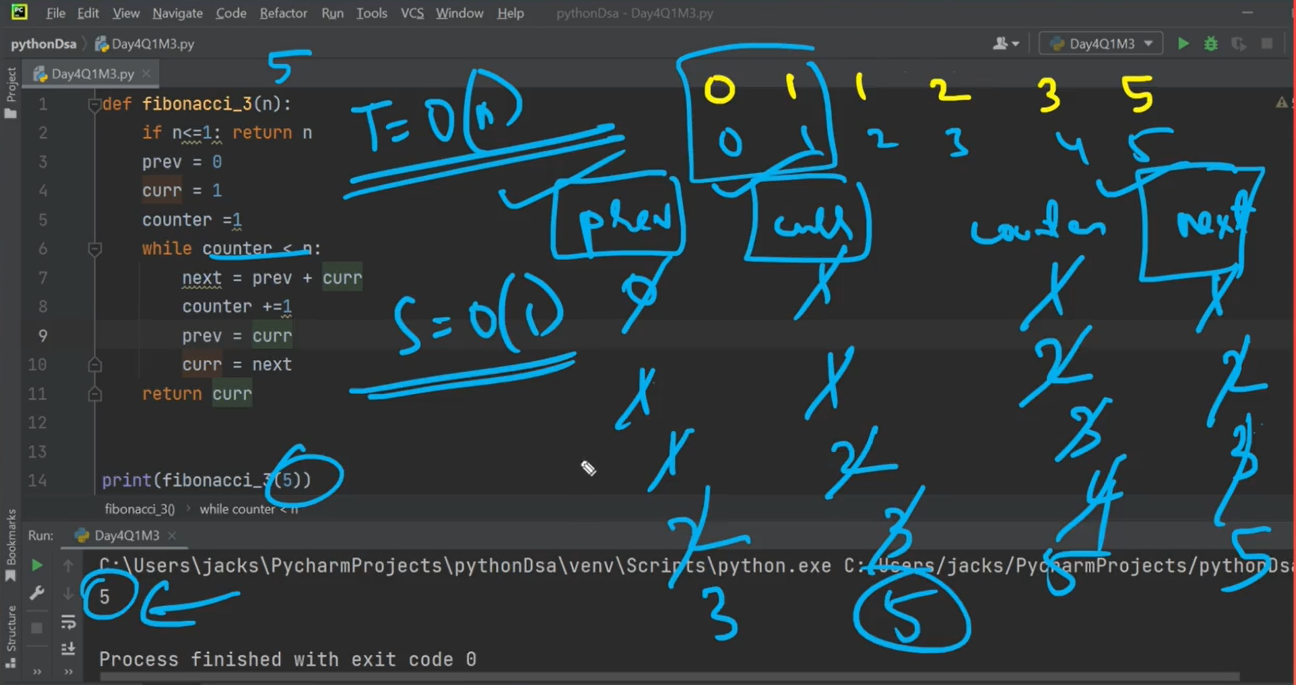 File Edit View Navigate Code Refactor Run Tools VCS Window Help pythonDsa - Day4Q1M3.py
pythonDsa Day4Q1M3.py Day4Q1M3
Project
Day4Q1M3.py
5
1 def fibonacci_3(n):
2 if n<=1: return n
3 prev = 0
4 curr = 1
5 counter =1
6 while counter < n:
7 next = prev + curr
8 counter +=1
9 prev = curr
10 curr = next
11 return curr
12
13
14 print(fibonacci_3(5))
T= O(n)
S= O(1)
0 1 1 2 3 5
0 1 2 3 4 5
prev curr counter next
0 1 1 1
1 1 2 2
1 2 3 3
2 3 4 5
3 5 5
fibonacci_3() › while counter < n
Run: Day4Q1M3
C:\Users\jacks\PycharmProjects\pythonDsa\venv\Scripts\python.exe C:/Users/jacks/PycharmProjects/pythonDsa
5
Process finished with exit code 0
Bookmarks
Structure